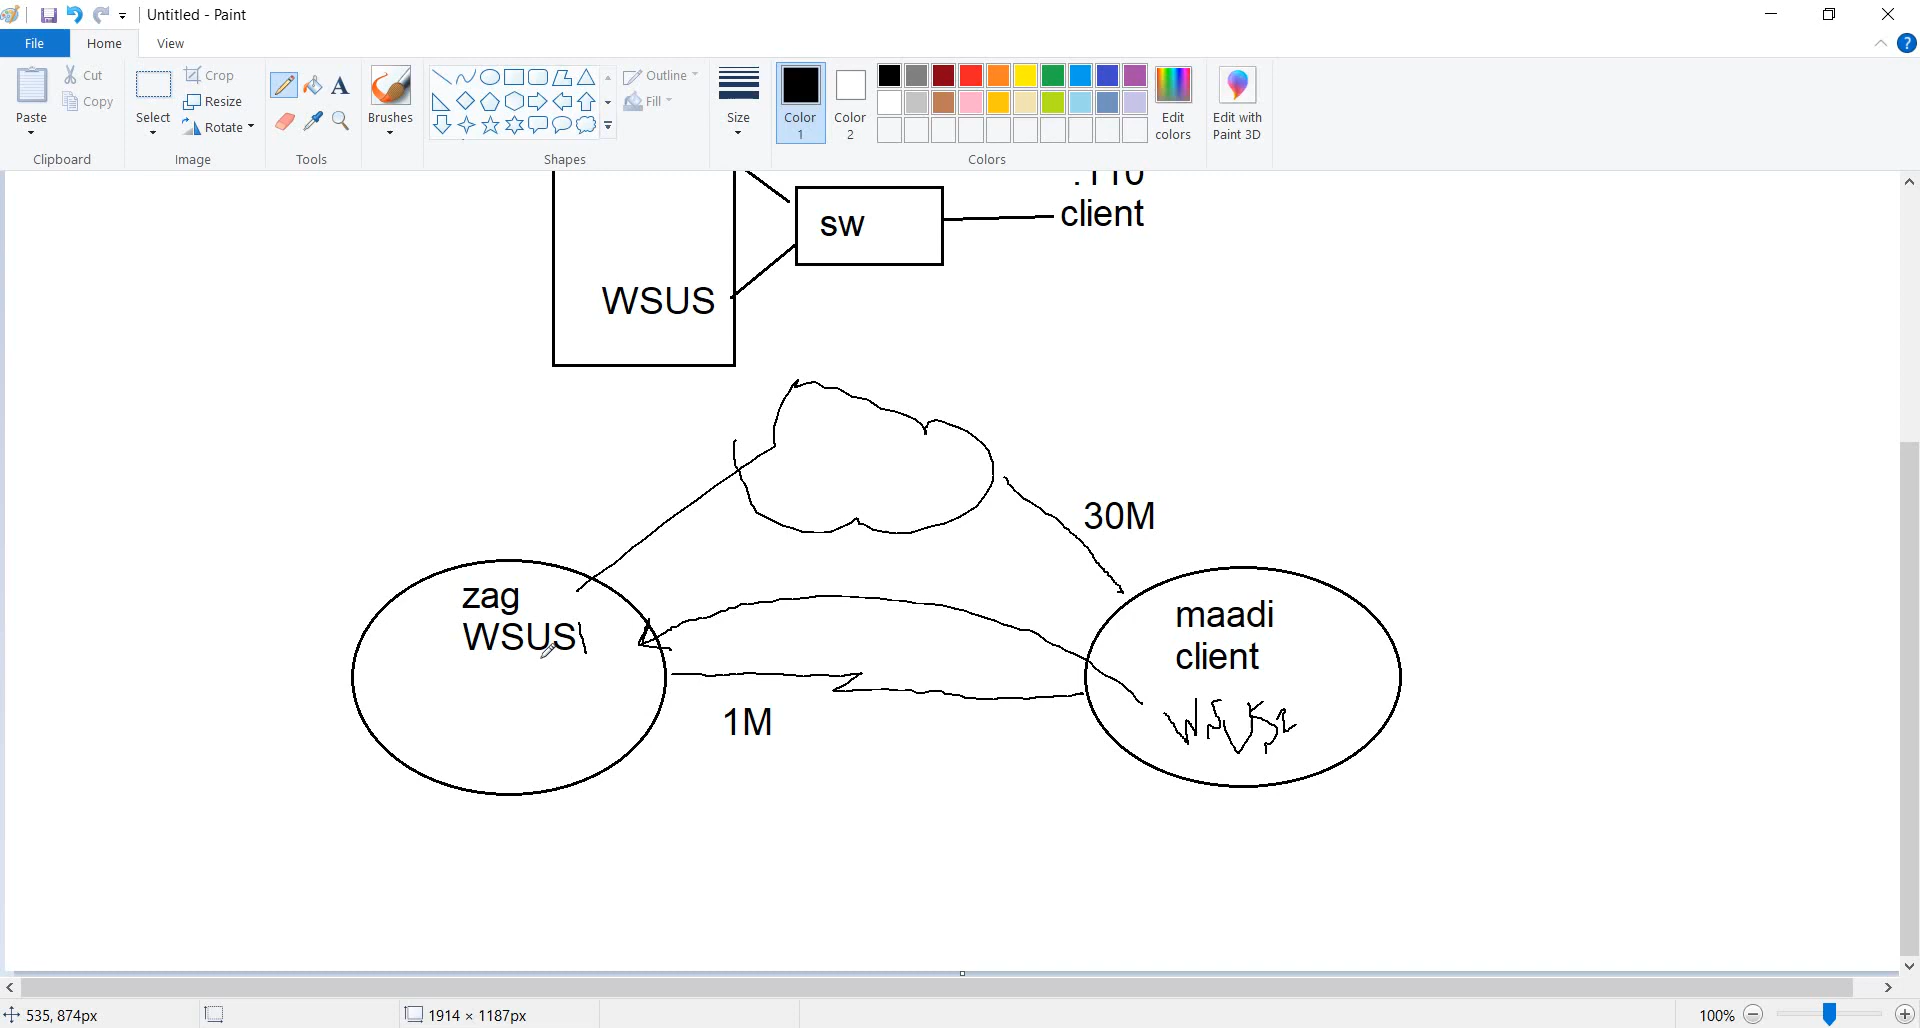 Untitled - Paint
File
Home
View
Paste
Cut
Copy
Clipboard
Select
Crop
Resize
Rotate
Image
Tools
Brushes
Shapes
Outline
Fill
Size
Color
1
Color
2
Edit
colors
Edit with
Paint 3D
Colors
.110
client
sw
WSUS
30M
zag
WSUS\
maadi
client
1M
535, 874px
1914 × 1187px
100%